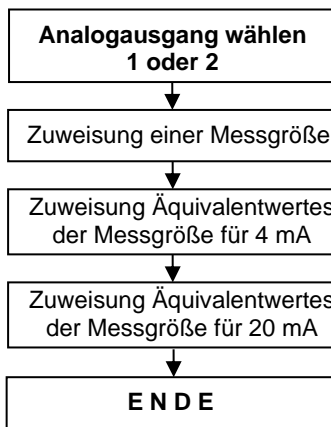 Analogausgang wählen
1 oder 2
Zuweisung einer Messgröße
Zuweisung Äquivalentwertes
der Messgröße für 4 mA
Zuweisung Äquivalentwertes
der Messgröße für 20 mA
E N D E